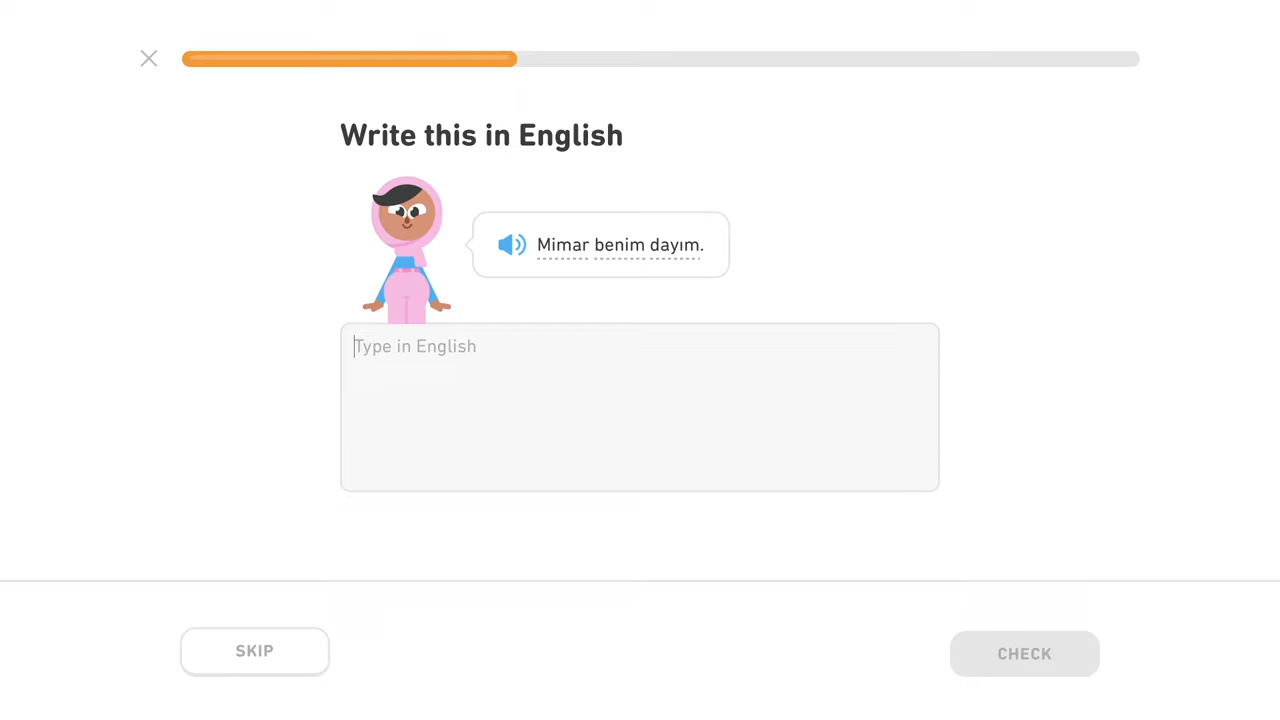 Write this in English
Mimar benim dayım.
Type in English
SKIP
CHECK